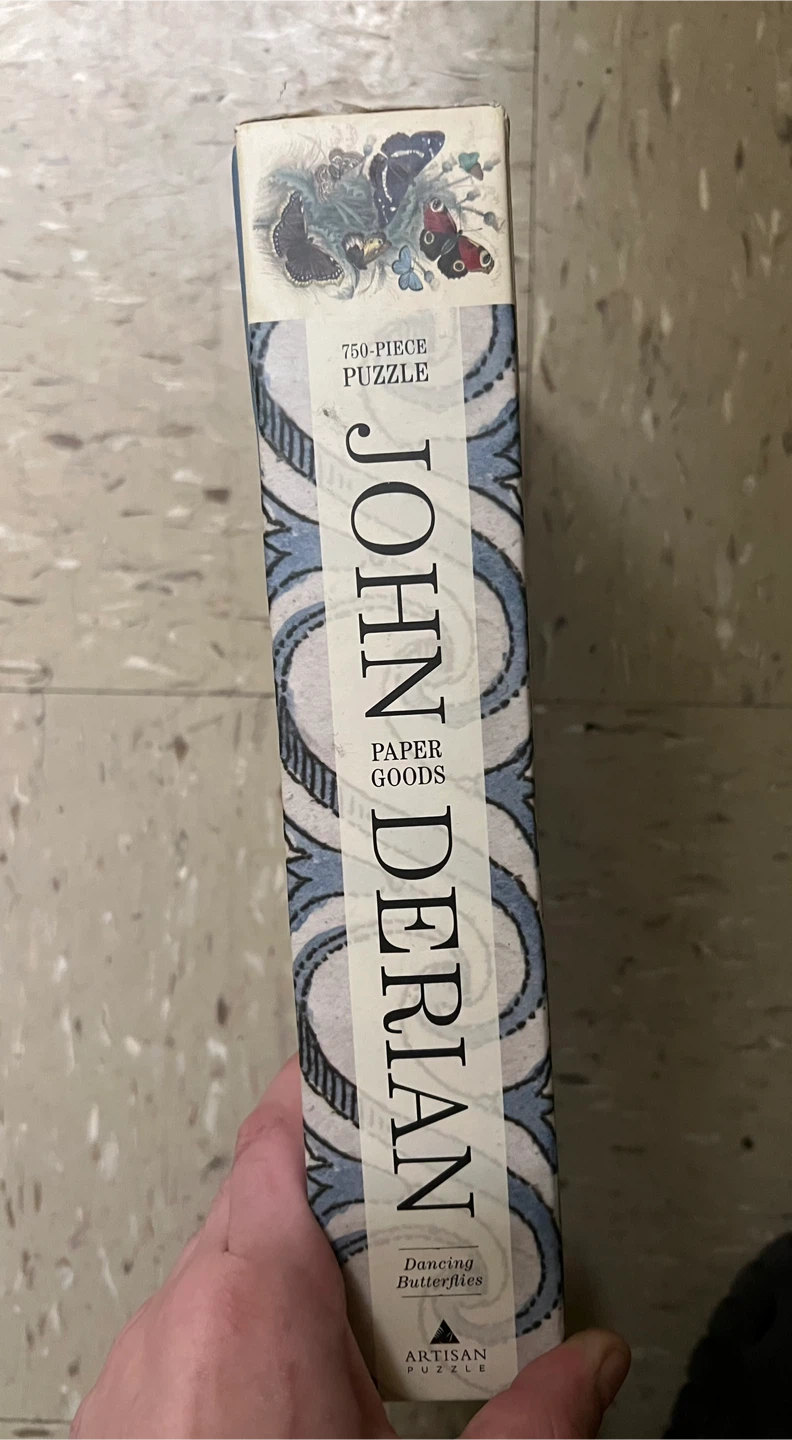 750-PIECE
PUZZLE
JOHN
PAPER
GOODS
DERIAN
Dancing
Butterflies
ARTISAN
PUZZLE